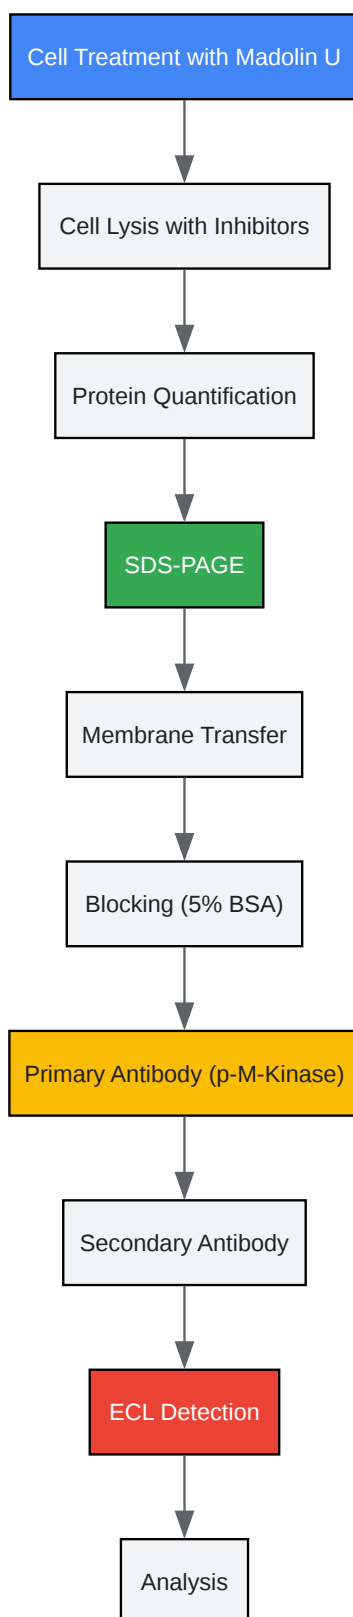 Cell Treatment with Madolin U
Cell Lysis with Inhibitors
Protein Quantification
SDS-PAGE
Membrane Transfer
Blocking (5% BSA)
Primary Antibody (p-M-Kinase)
Secondary Antibody
ECL Detection
Analysis